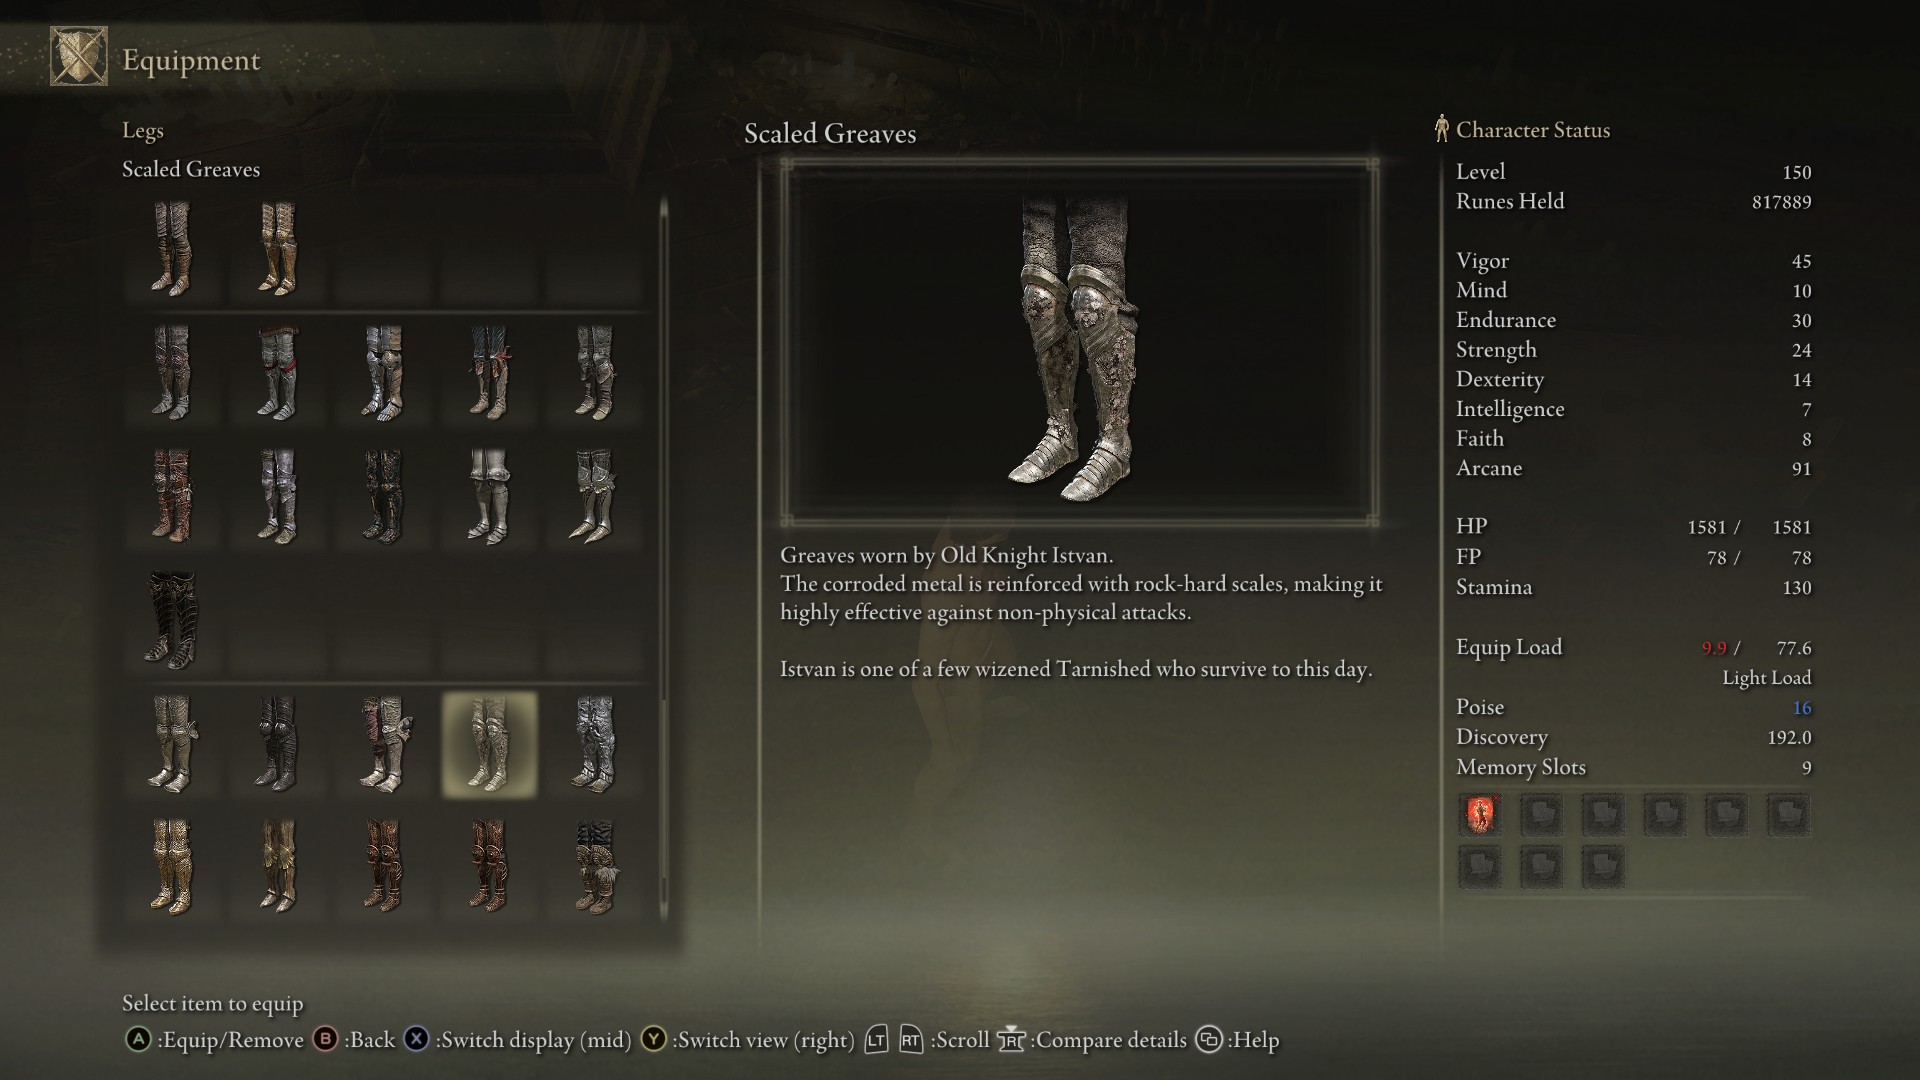 Equipment
Legs
Scaled Greaves
Scaled Greaves
Greaves worn by Old Knight Istvan.
The corroded metal is reinforced with rock-hard scales, making it
highly effective against non-physical attacks.
Istvan is one of a few wizened Tarnished who survive to this day.
Character Status
Level 150
Runes Held 817889
Vigor 45
Mind 10
Endurance 30
Strength 24
Dexterity 14
Intelligence 7
Faith 8
Arcane 91
HP 1581 / 1581
FP 78 / 78
Stamina 130
Equip Load 9.9 / 77.6
Light Load
Poise 16
Discovery 192.0
Memory Slots 9
Select item to equip
A :Equip/Remove B :Back X :Switch display (mid) Y :Switch view (right) LT RT :Scroll R :Compare details :Help